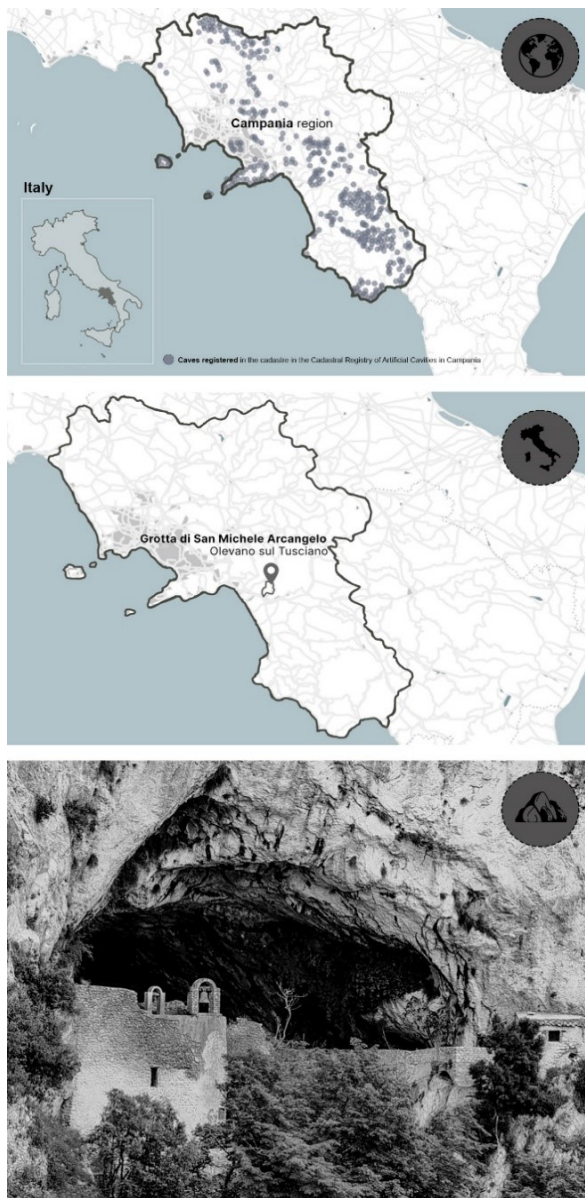 Campania region
Italy
Caves registered in the cadastre in the Cadastral Registry of Artificial Cavities in Campania
Grotta di San Michele Arcangelo
Olevano sul Tusciano